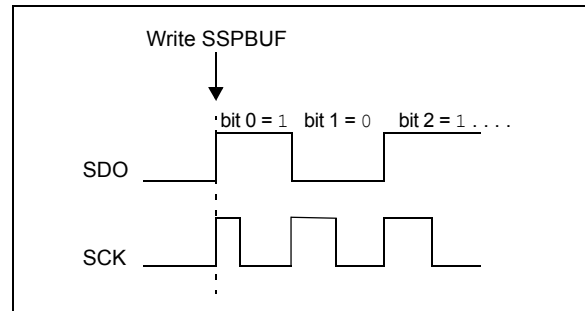 Write SSPBUF
bit 0 = 1 bit 1 = 0 bit 2 = 1 . . . .
SDO
SCK